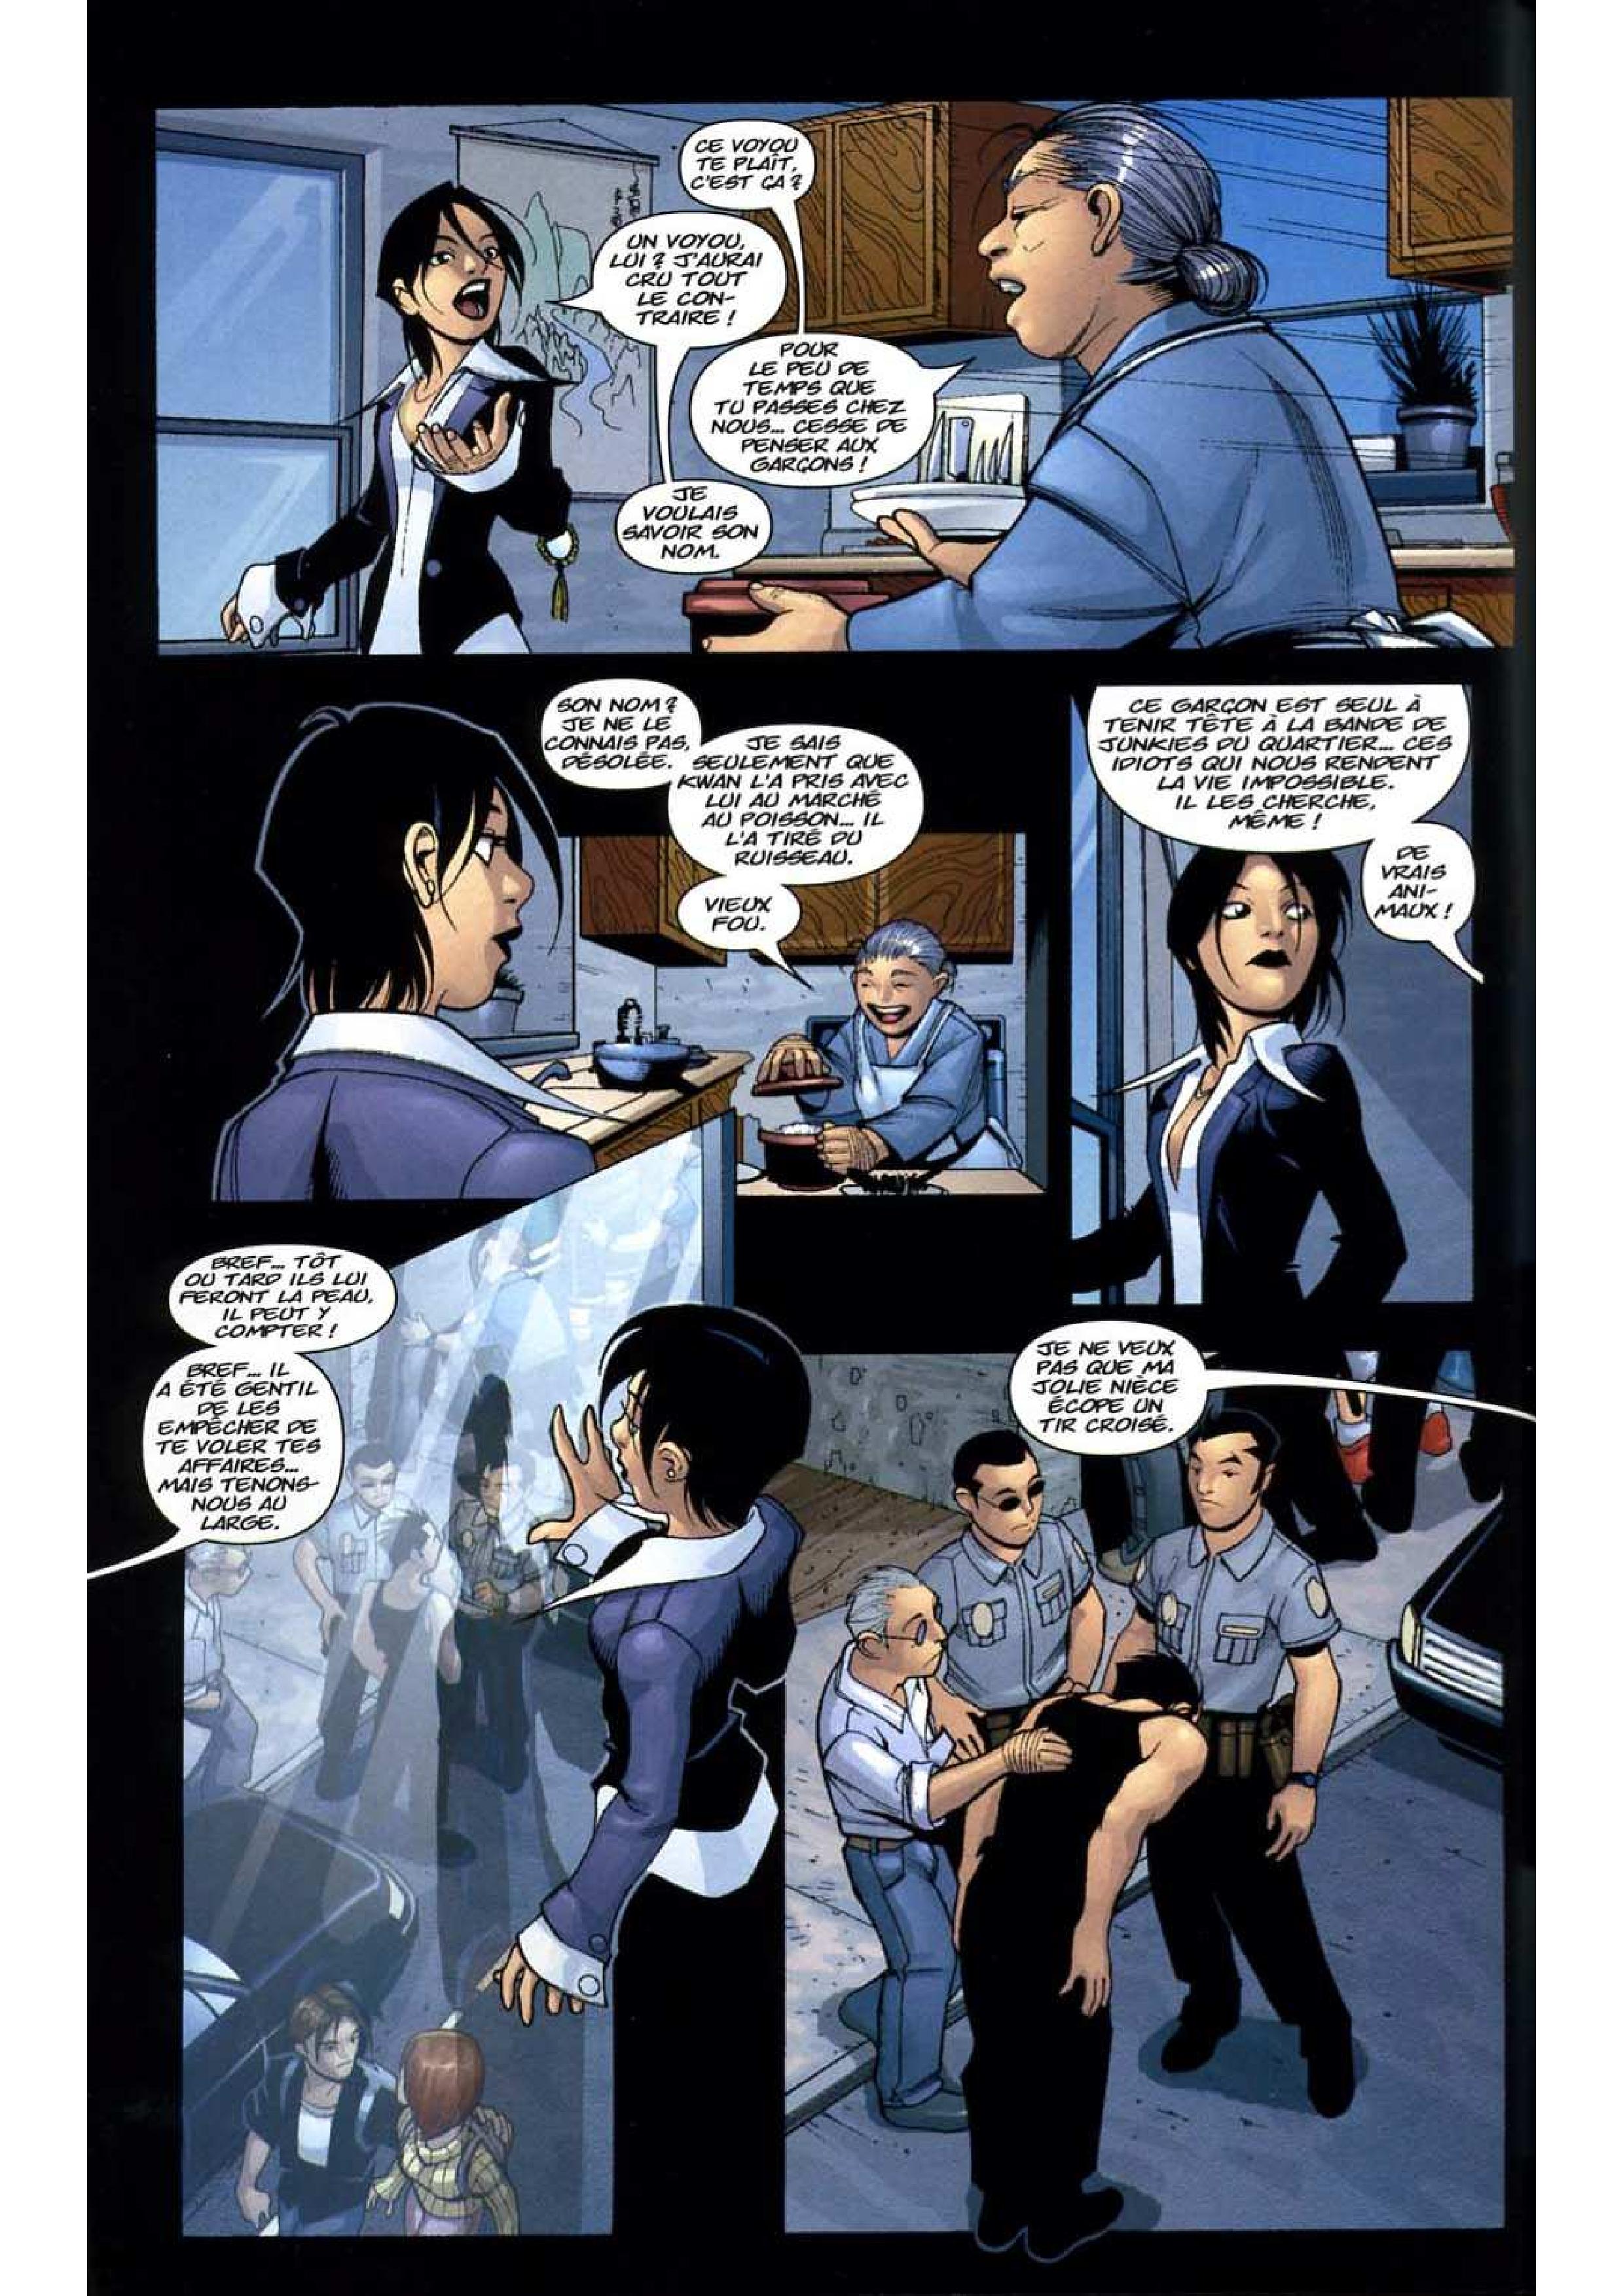 CE VOYOU
TE PLAÎT,
C'EST ÇA ?
UN VOYOU,
LUI ? J'AURAI
CRU TOUT
LE CON-
TRAIRE !
POUR
LE PEU DE
TEMPS QUE
TU PASSES CHEZ
NOUS... CESSE DE
PENSER AUX
GARÇONS !
JE
VOULAIS
SAVOIR SON
NOM.
SON NOM ?
JE NE LE
CONNAIS PAS,
DÉSOLÉE.
JE SAIS
SEULEMENT QUE
KWAN L'A PRIS AVEC
LUI AU MARCHÉ
AU POISSON... IL
L'A TIRÉ DU
RUISSEAU.
VIEUX
FOU.
CE GARÇON EST SEUL À
TENIR TÊTE À LA BANDE DE
JUNKIES DU QUARTIER... CES
IDIOTS QUI NOUS RENDENT
LA VIE IMPOSSIBLE.
IL LES CHERCHE,
MÊME !
DE
VRAIS
ANI-
MAUX !
BREF... TÔT
OU TARD ILS LUI
FERONT LA PEAU,
IL PEUT Y
COMPTER !
BREF... IL
A ÉTÉ GENTIL
DE LES
EMPÊCHER DE
TE VOLER TES
AFFAIRES...
MAIS TENONS-
NOUS AU
LARGE.
JE NE VEUX
PAS QUE MA
JOLIE NIÈCE
ÉCOPE UN
TIR CROISÉ.